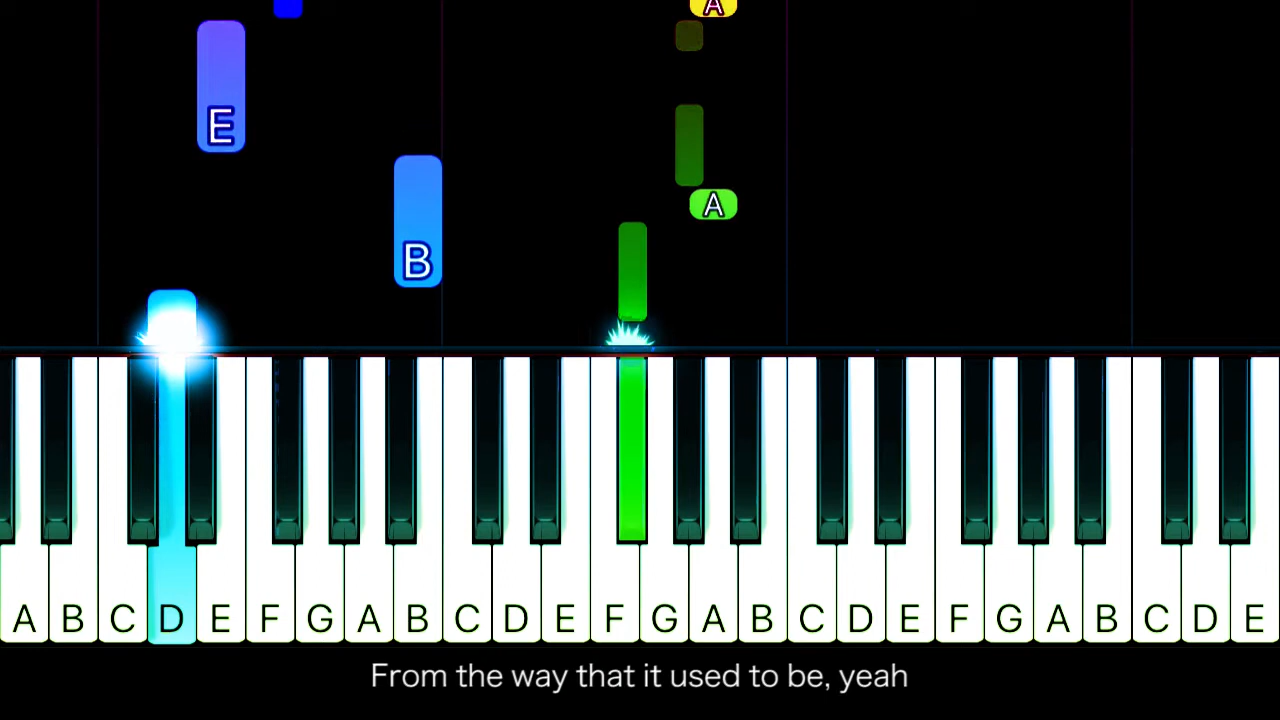 A
E
A
B
A B C D E F G A B C D E F G A B C D E F G A B C D E
From the way that it used to be, yeah